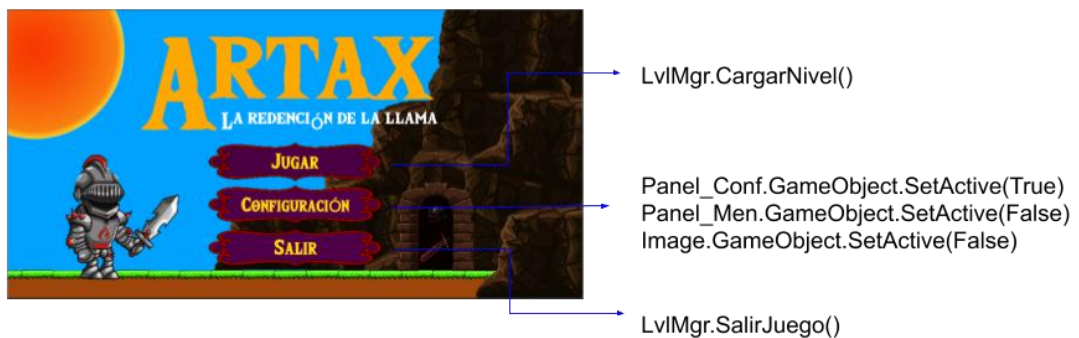 ARTAX
LA REDENCIÓN DE LA LLAMA
JUGAR
CONFIGURACIÓN
SALIR
LvlMgr.CargarNivel()
Panel_Conf.GameObject.SetActive(True)
Panel_Men.GameObject.SetActive(False)
Image.GameObject.SetActive(False)
LvlMgr.SalirJuego()